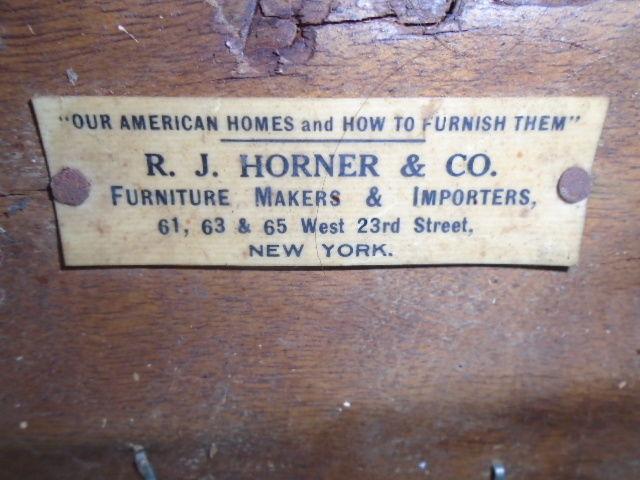 "OUR AMERICAN HOMES and HOW TO FURNISH THEM"
R. J. HORNER & CO.
FURNITURE MAKERS & IMPORTERS,
61, 63 & 65 West 23rd Street,
NEW YORK.